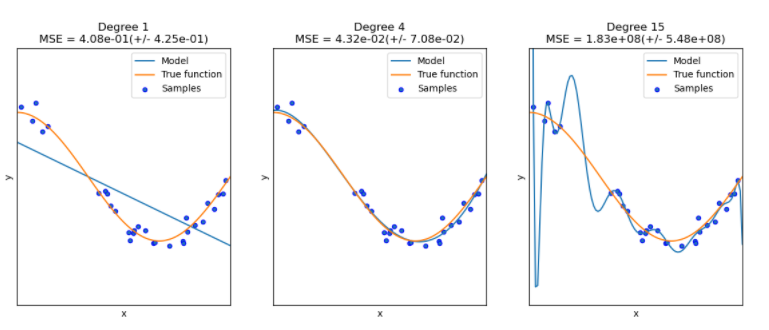 Degree 1
MSE = 4.08e-01(+/- 4.25e-01)
Model
True function
Samples
y
x
Degree 4
MSE = 4.32e-02(+/- 7.08e-02)
Model
True function
Samples
y
x
Degree 15
MSE = 1.83e+08(+/- 5.48e+08)
Model
True function
Samples
y
x